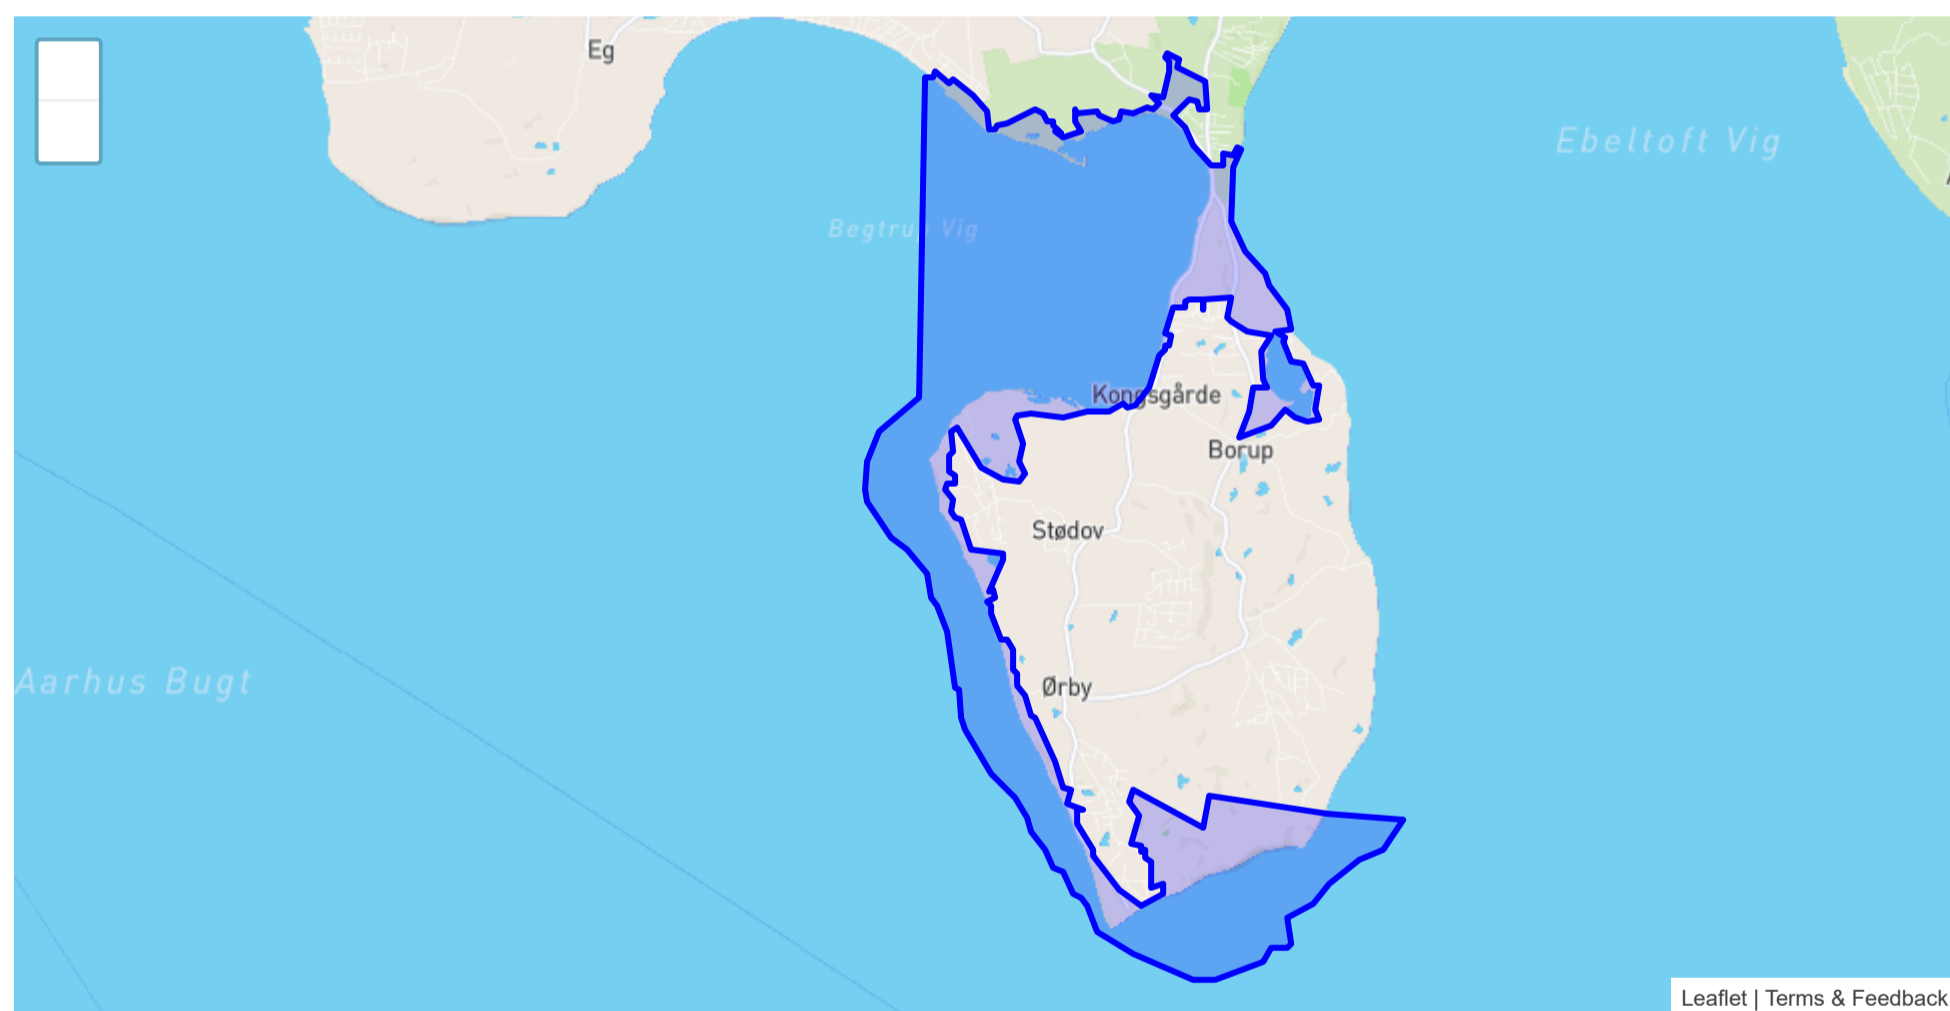 Eg
Ebeltoft Vig
Begtrup Vig
Kongsgårde
Borup
Stødov
Aarhus Bugt
Ørby
Leaflet | Terms & Feedback